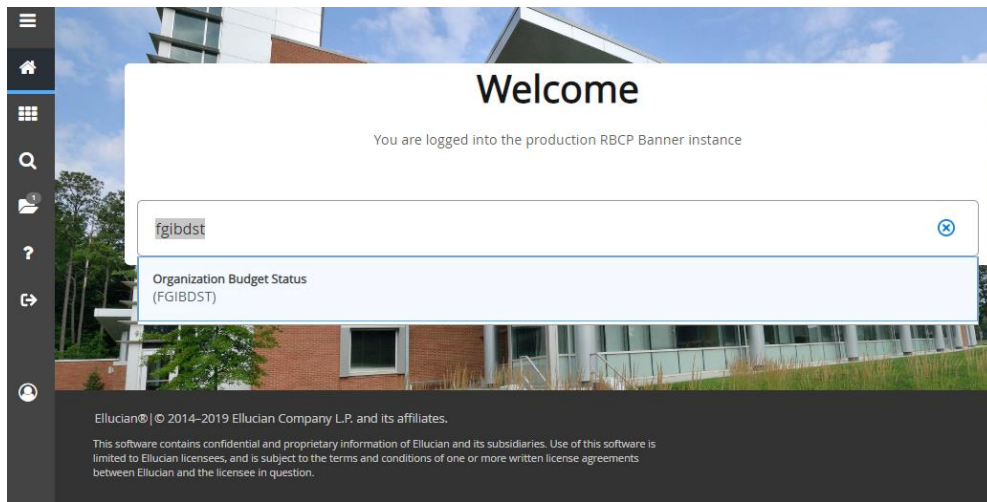 Welcome
You are logged into the production RBCP Banner instance
fgibdst
Organization Budget Status
(FGIBDST)
1
?
Ellucian®|© 2014–2019 Ellucian Company L.P. and its affiliates.
This software contains confidential and proprietary information of Ellucian and its subsidiaries. Use of this software is
limited to Ellucian licensees, and is subject to the terms and conditions of one or more written license agreements
between Ellucian and the licensee in question.